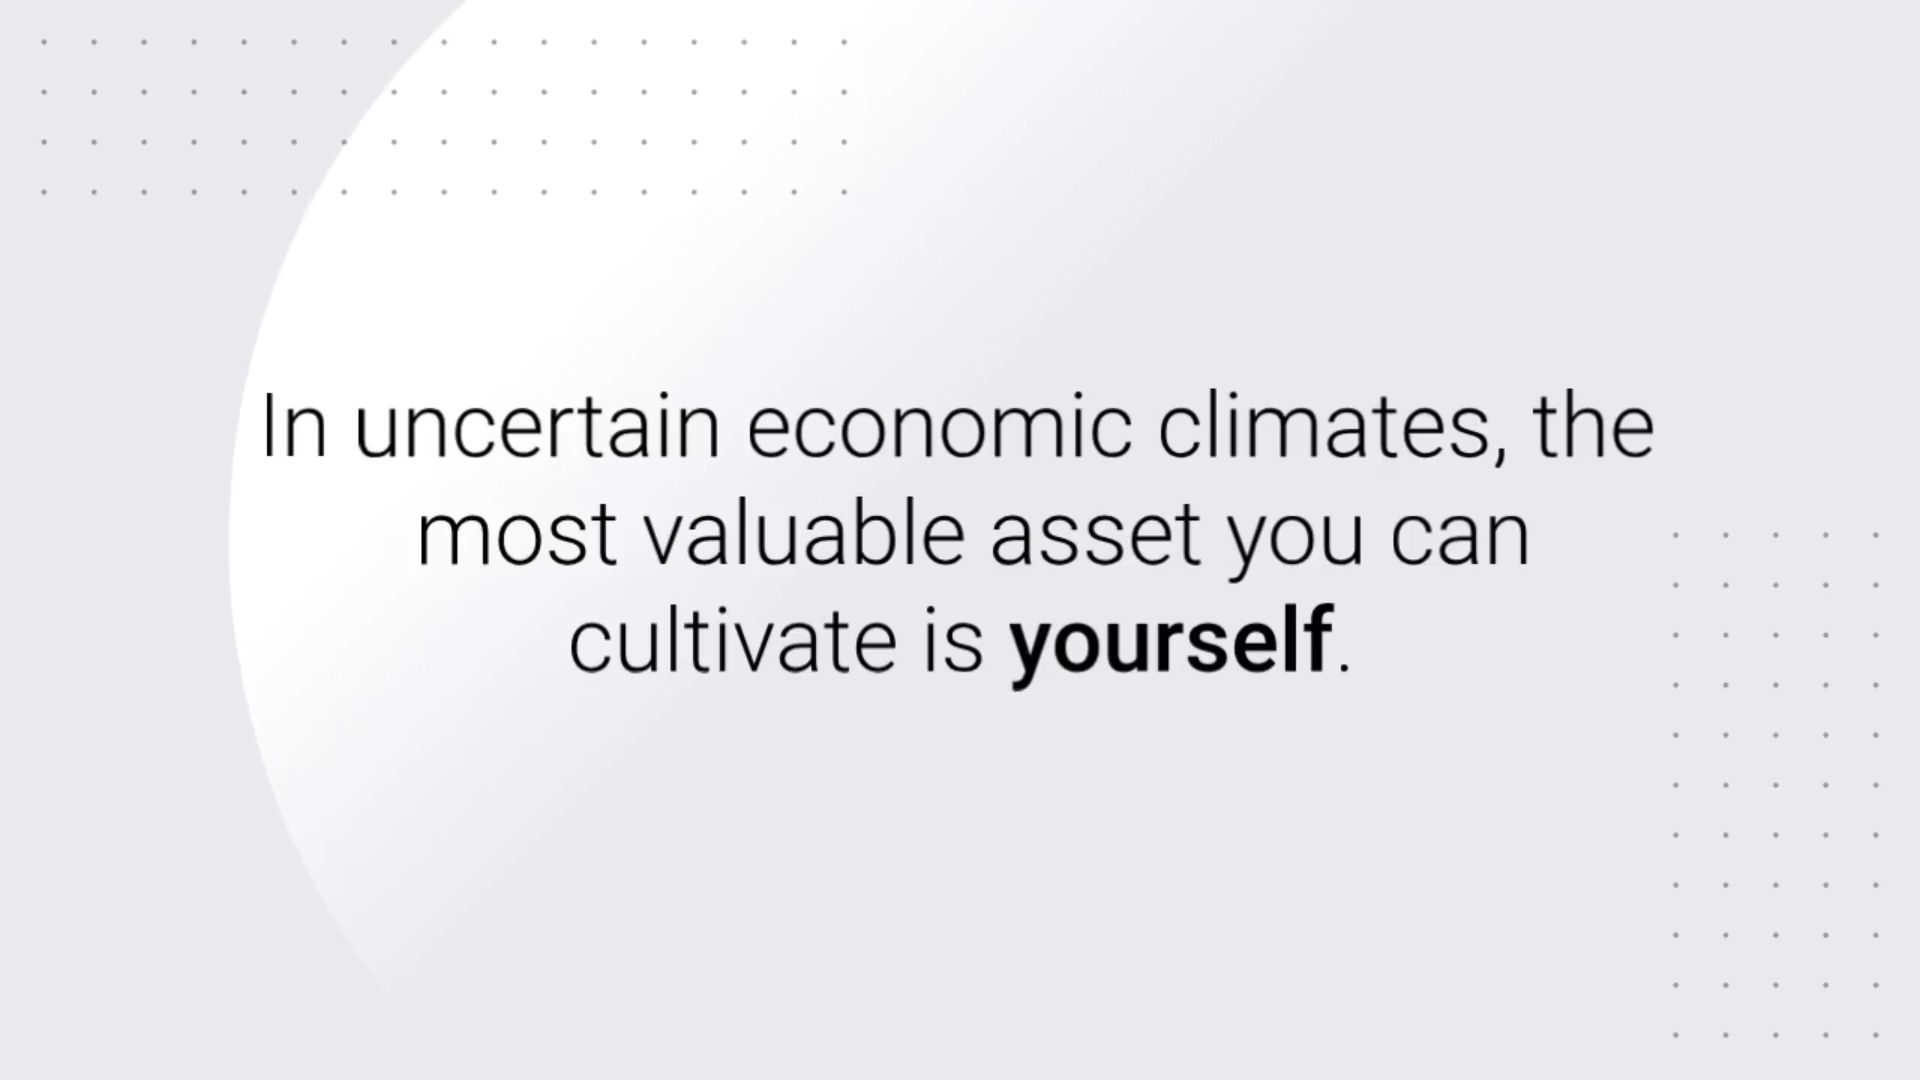 In uncertain economic climates, the
most valuable asset you can
cultivate is yourself.